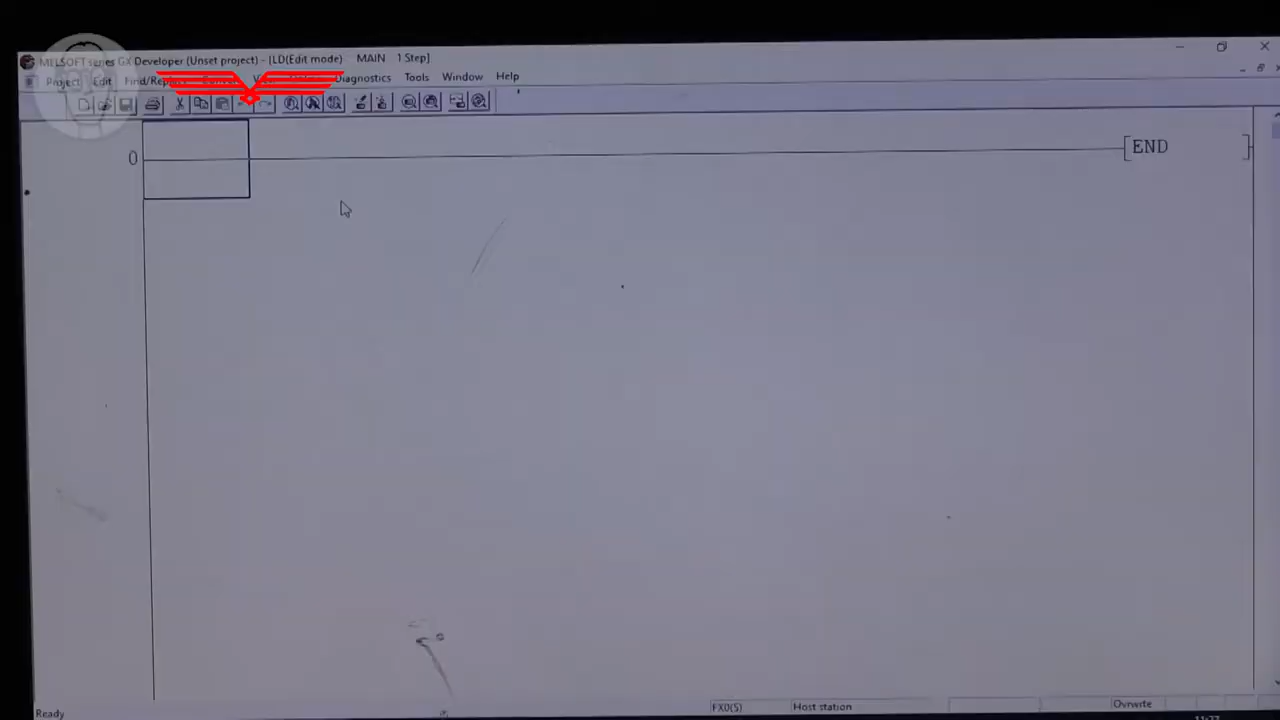 MELSOFT series GX Developer (Unset project) - [LD(Edit mode) MAIN 1 Step]
Project Edit Find/Replace Diagnostics Tools Window Help
0 END
Ready FX0(S) Host station Ovrwrte